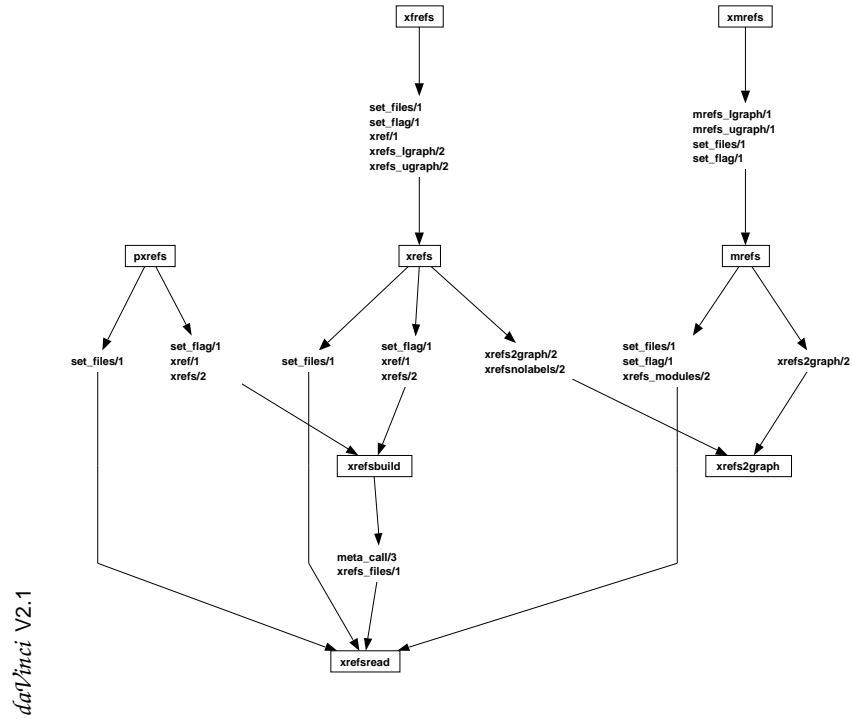 xfrefs
xmrefs
set_files/1
set_flag/1
xref/1
xrefs_lgraph/2
xrefs_ugraph/2
mrefs_lgraph/1
mrefs_ugraph/1
set_files/1
set_flag/1
pxrefs
xrefs
mrefs
set_files/1
set_flag/1
xref/1
xrefs/2
set_files/1
set_flag/1
xref/1
xrefs/2
xrefs2graph/2
xrefsnolabels/2
set_files/1
set_flag/1
xrefs_modules/2
xrefs2graph/2
xrefsbuild
xrefs2graph
meta_call/3
xrefs_files/1
xrefsread
daVinci V2.1